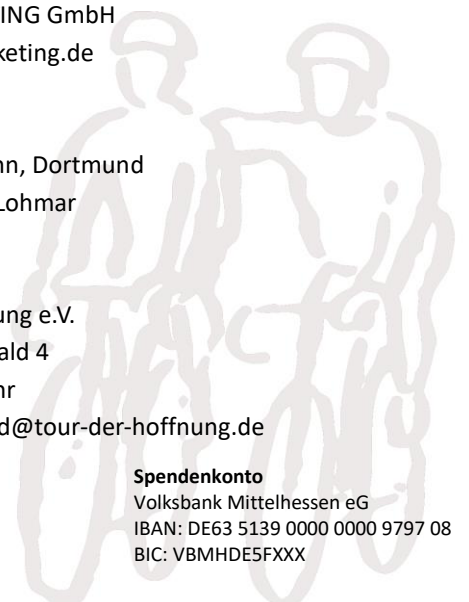 ING GmbH
keting.de
nn, Dortmund
Lohmar
ung e.V.
ald 4
hr
d@tour-der-hoffnung.de
Spendenkonto
Volksbank Mittelhessen eG
IBAN: DE63 5139 0000 0000 9797 08
BIC: VBMHDE5FXXX